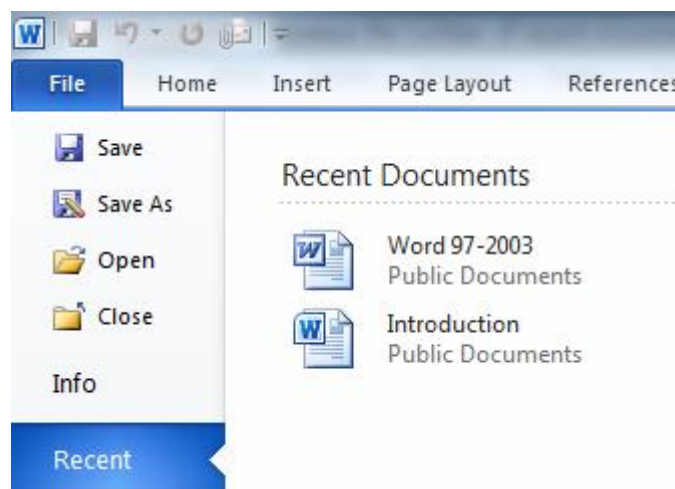 File Home Insert Page Layout References
Save
Save As
Open
Close
Info
Recent
Recent Documents
Word 97-2003
Public Documents
Introduction
Public Documents